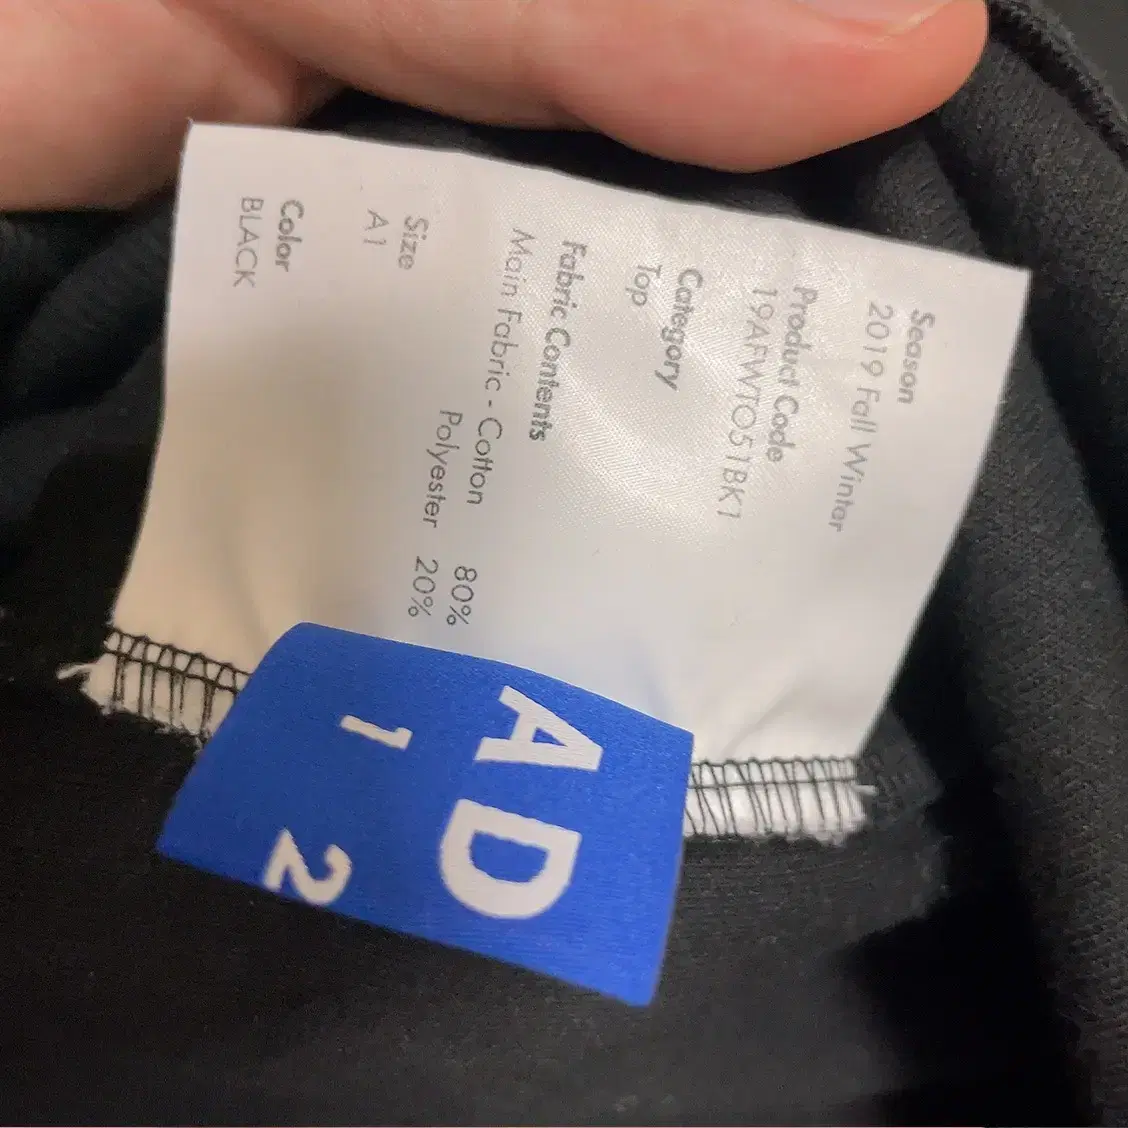 Season
2019 Fall Winter
Product Code
19AFWTO51BK1
Category
Top
Fabric Contents
Main Fabric - Cotton 80%
Polyester 20%
Size
A1
Color
BLACK
AD
1 2